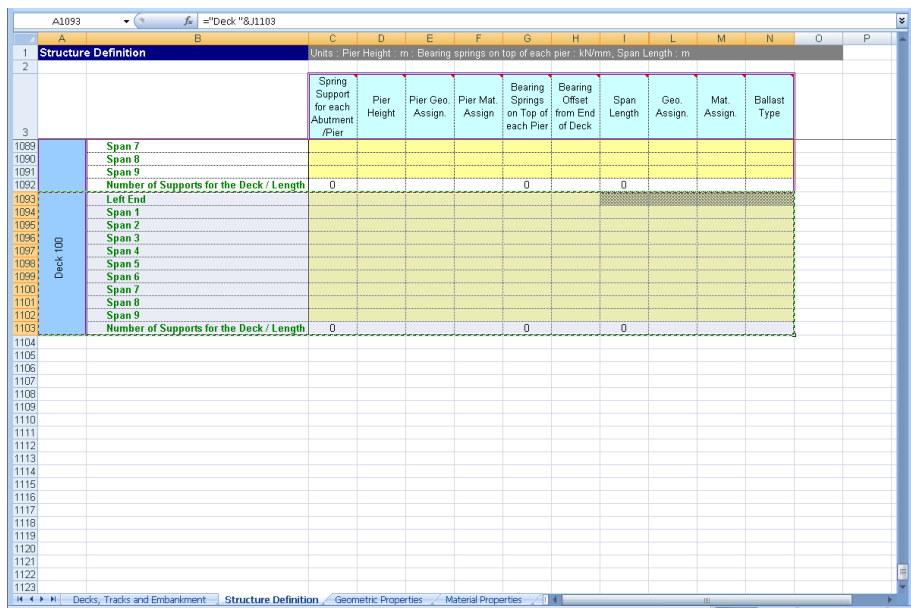 A1093 fx ="Deck "&J1103
A B C D E F G H I L M N O P
1 Structure Definition Units : Pier Height : m : Bearing springs on top of each pier : kN/mm, Span Length : m
2
3 Spring Support for each Abutment /Pier Pier Height Pier Geo. Assign. Pier Mat. Assign Bearing Springs on Top of each Pier Bearing Offset from End of Deck Span Length Geo. Assign. Mat. Assign. Ballast Type
1089 Span 7
1090 Span 8
1091 Span 9
1092 Number of Supports for the Deck / Length 0 0 0
Deck 100
1093 Left End
1094 Span 1
1095 Span 2
1096 Span 3
1097 Span 4
1098 Span 5
1099 Span 6
1100 Span 7
1101 Span 8
1102 Span 9
1103 Number of Supports for the Deck / Length 0 0 0
1104
1105
1106
1107
1108
1109
1110
1111
1112
1113
1114
1115
1116
1117
1118
1119
1120
1121
1122
1123
Decks, Tracks and Embankment Structure Definition Geometric Properties Material Properties